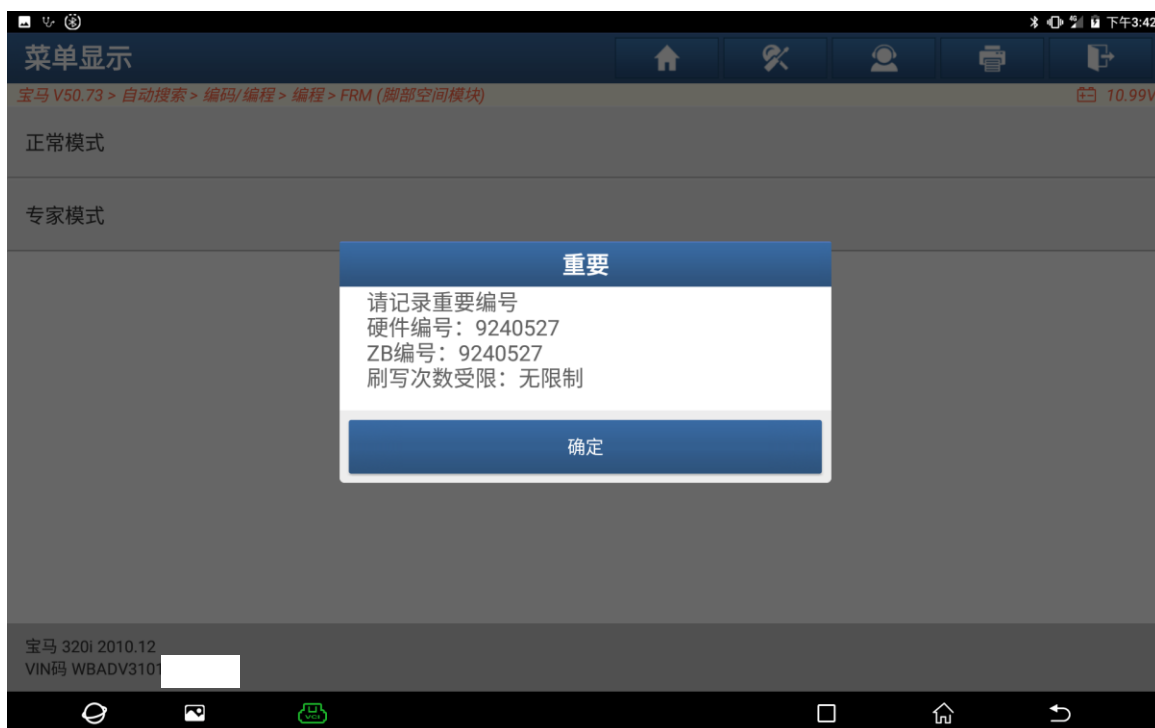 下午3:42
菜单显示
宝马 V50.73 > 自动搜索 > 编码/编程 > 编程 > FRM (脚部空间模块)
10.99V
正常模式
专家模式
重要
请记录重要编号
硬件编号：9240527
ZB编号：9240527
刷写次数受限：无限制
确定
宝马 320i 2010.12
VIN码 WBADV3101
VCI